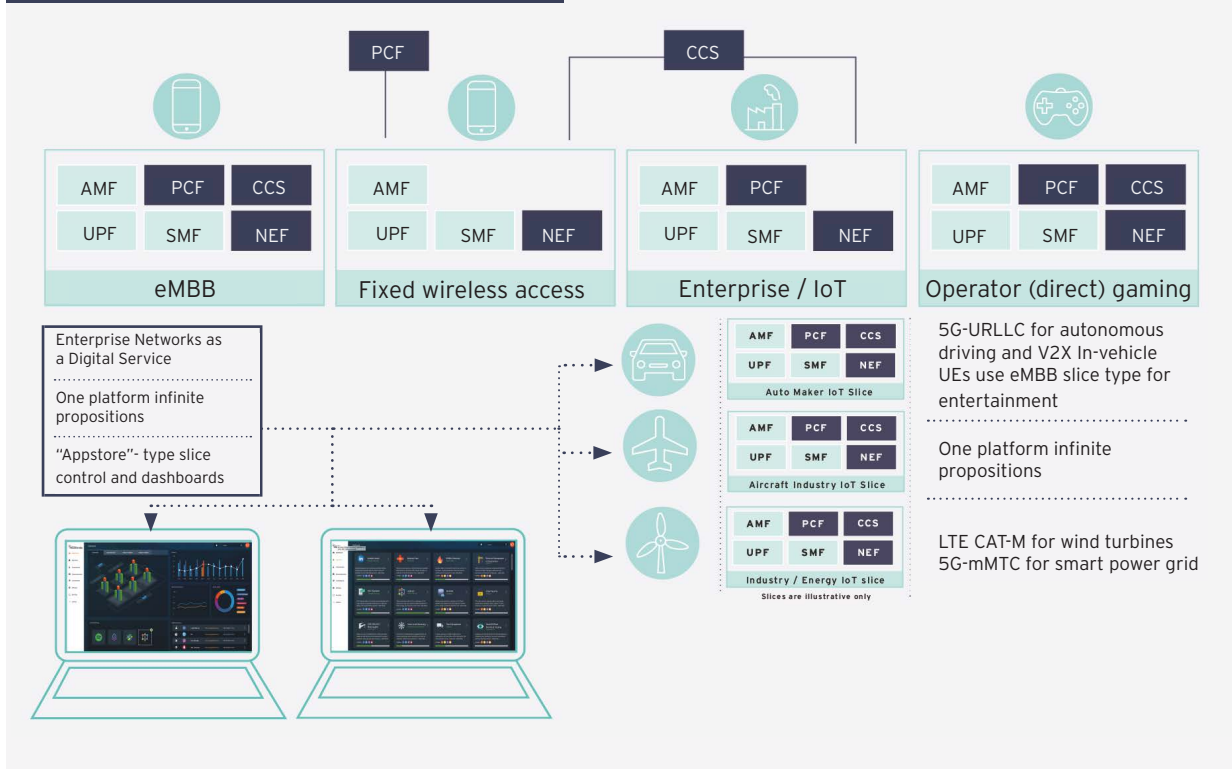 PCF
CCS
AMF PCF CCS
UPF SMF NEF
eMBB
AMF
UPF SMF NEF
Fixed wireless access
AMF PCF
UPF SMF NEF
Enterprise / IoT
AMF PCF CCS
UPF SMF NEF
Operator (direct) gaming
Enterprise Networks as
a Digital Service
One platform infinite
propositions
“Appstore”- type slice
control and dashboards
AMF PCF CCS
UPF SMF NEF
Auto Maker IoT Slice
5G-URLLC for autonomous
driving and V2X In-vehicle
UEs use eMBB slice type for
entertainment
AMF PCF CCS
UPF SMF NEF
Aircraft Industry IoT Slice
One platform infinite
propositions
AMF PCF CCS
UPF SMF NEF
Industry / Energy IoT slice
Slices are illustrative only
LTE CAT-M for wind turbines
5G-mMTC for smart power grid